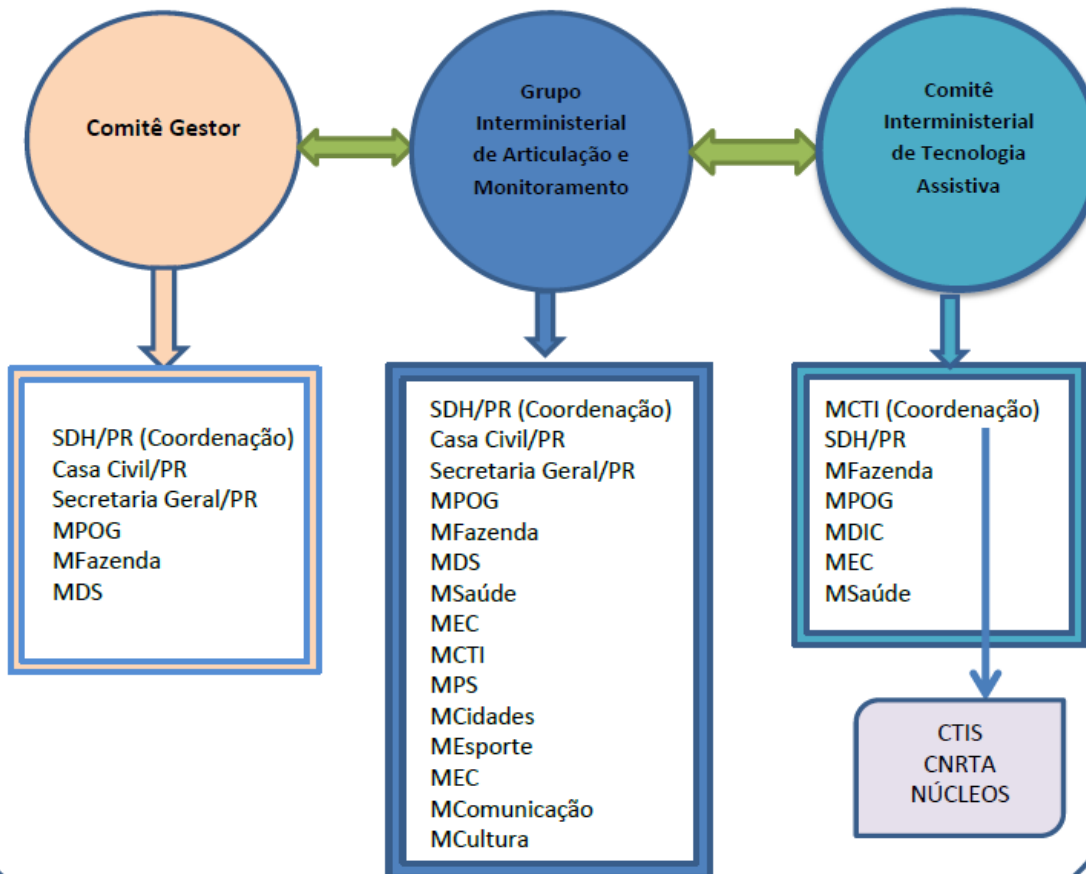 Comitê Gestor
Grupo
Interministerial
de Articulação e
Monitoramento
Comitê
Interministerial
de Tecnologia
Assistiva
SDH/PR (Coordenação)
Casa Civil/PR
Secretaria Geral/PR
MPOG
MFazenda
MDS
SDH/PR (Coordenação)
Casa Civil/PR
Secretaria Geral/PR
MPOG
MFazenda
MDS
MSaúde
MEC
MCTI
MPS
MCidades
MEsporte
MEC
MComunicação
MCultura
MCTI (Coordenação)
SDH/PR
MFazenda
MPOG
MDIC
MEC
MSaúde
CTIS
CNRTA
NÚCLEOS